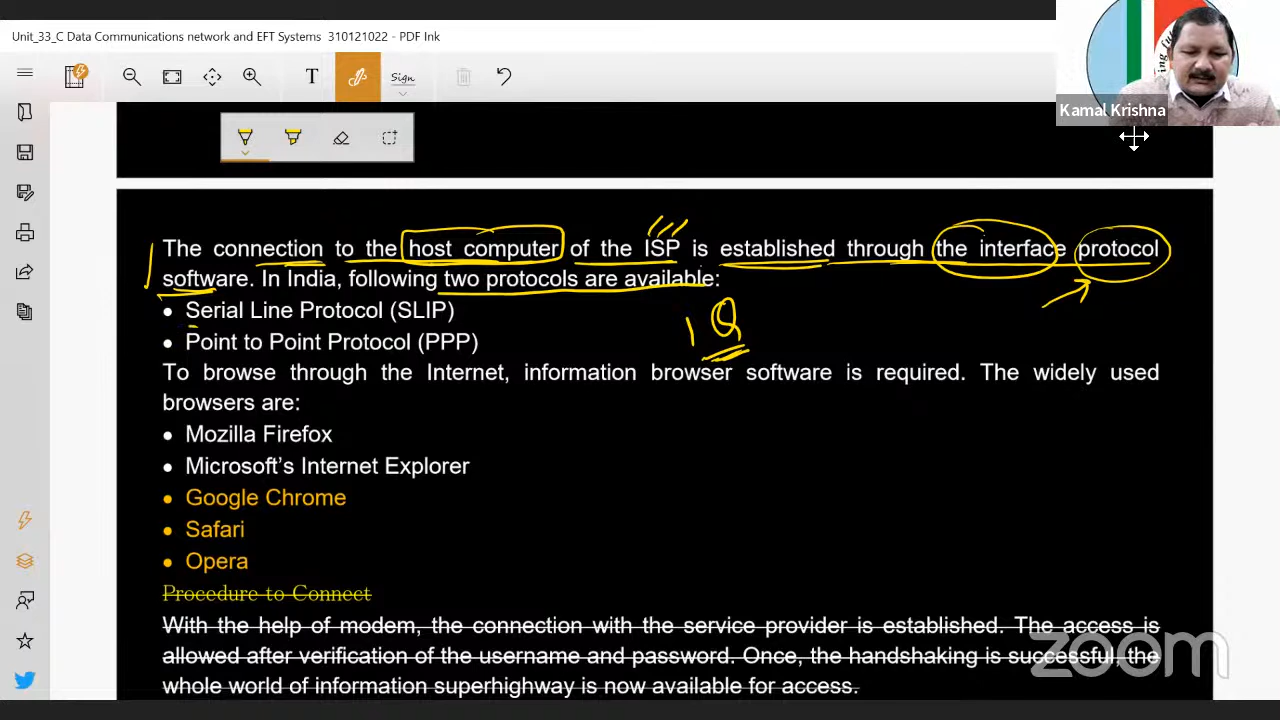 Unit_33_C Data Communications network and EFT Systems 310121022 - PDF Ink
T
Sign
Kamal Krishna
The connection to the host computer of the ISP is established through the interface protocol
software. In India, following two protocols are available:
• Serial Line Protocol (SLIP)
1 Q
• Point to Point Protocol (PPP)
To browse through the Internet, information browser software is required. The widely used
browsers are:
• Mozilla Firefox
• Microsoft's Internet Explorer
• Google Chrome
• Safari
• Opera
Procedure to Connect
With the help of modem, the connection with the service provider is established. The access is
allowed after verification of the username and password. Once, the handshaking is successful, the
whole world of information superhighway is now available for access.
zoom